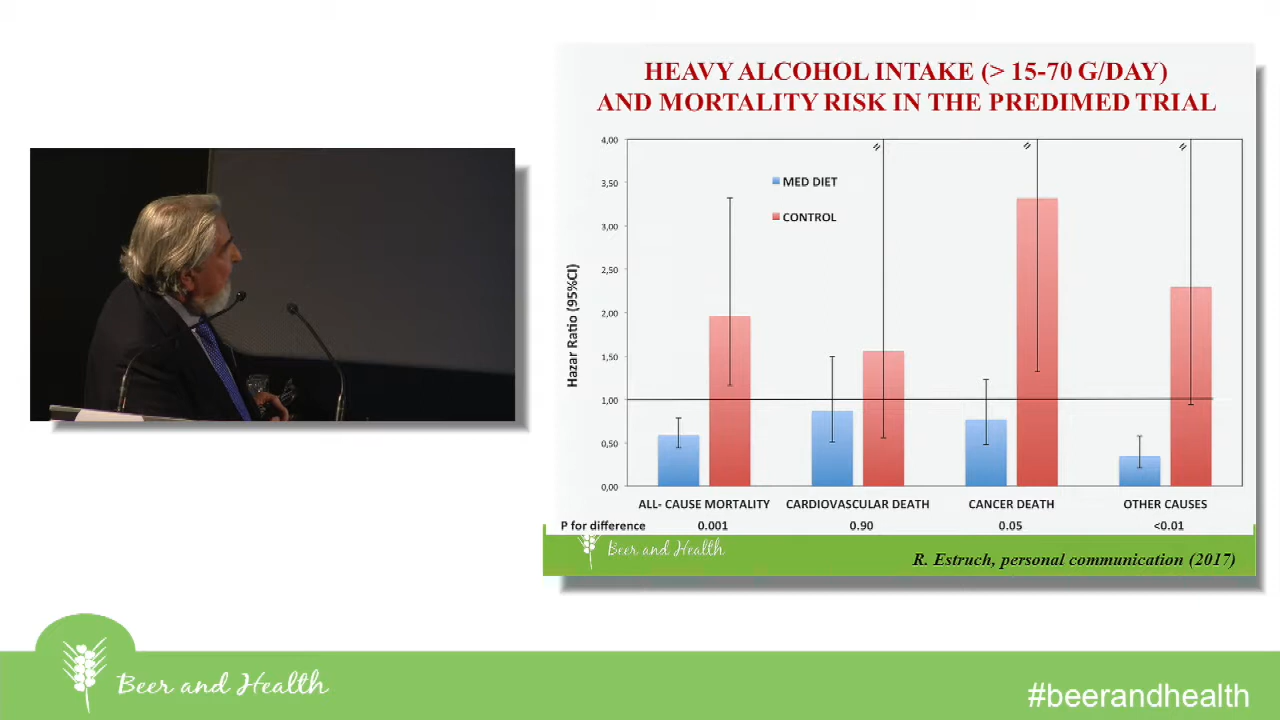 HEAVY ALCOHOL INTAKE (> 15-70 G/DAY)
AND MORTALITY RISK IN THE PREDIMED TRIAL
Hazar Ratio (95%CI)
4,00
3,50
3,00
2,50
2,00
1,50
1,00
0,50
0,00
MED DIET
CONTROL
ALL- CAUSE MORTALITY CARDIOVASCULAR DEATH CANCER DEATH OTHER CAUSES
P for difference 0.001 0.90 0.05 <0.01
Beer and Health
R. Estruch, personal communication (2017)
Beer and Health
#beerandhealth